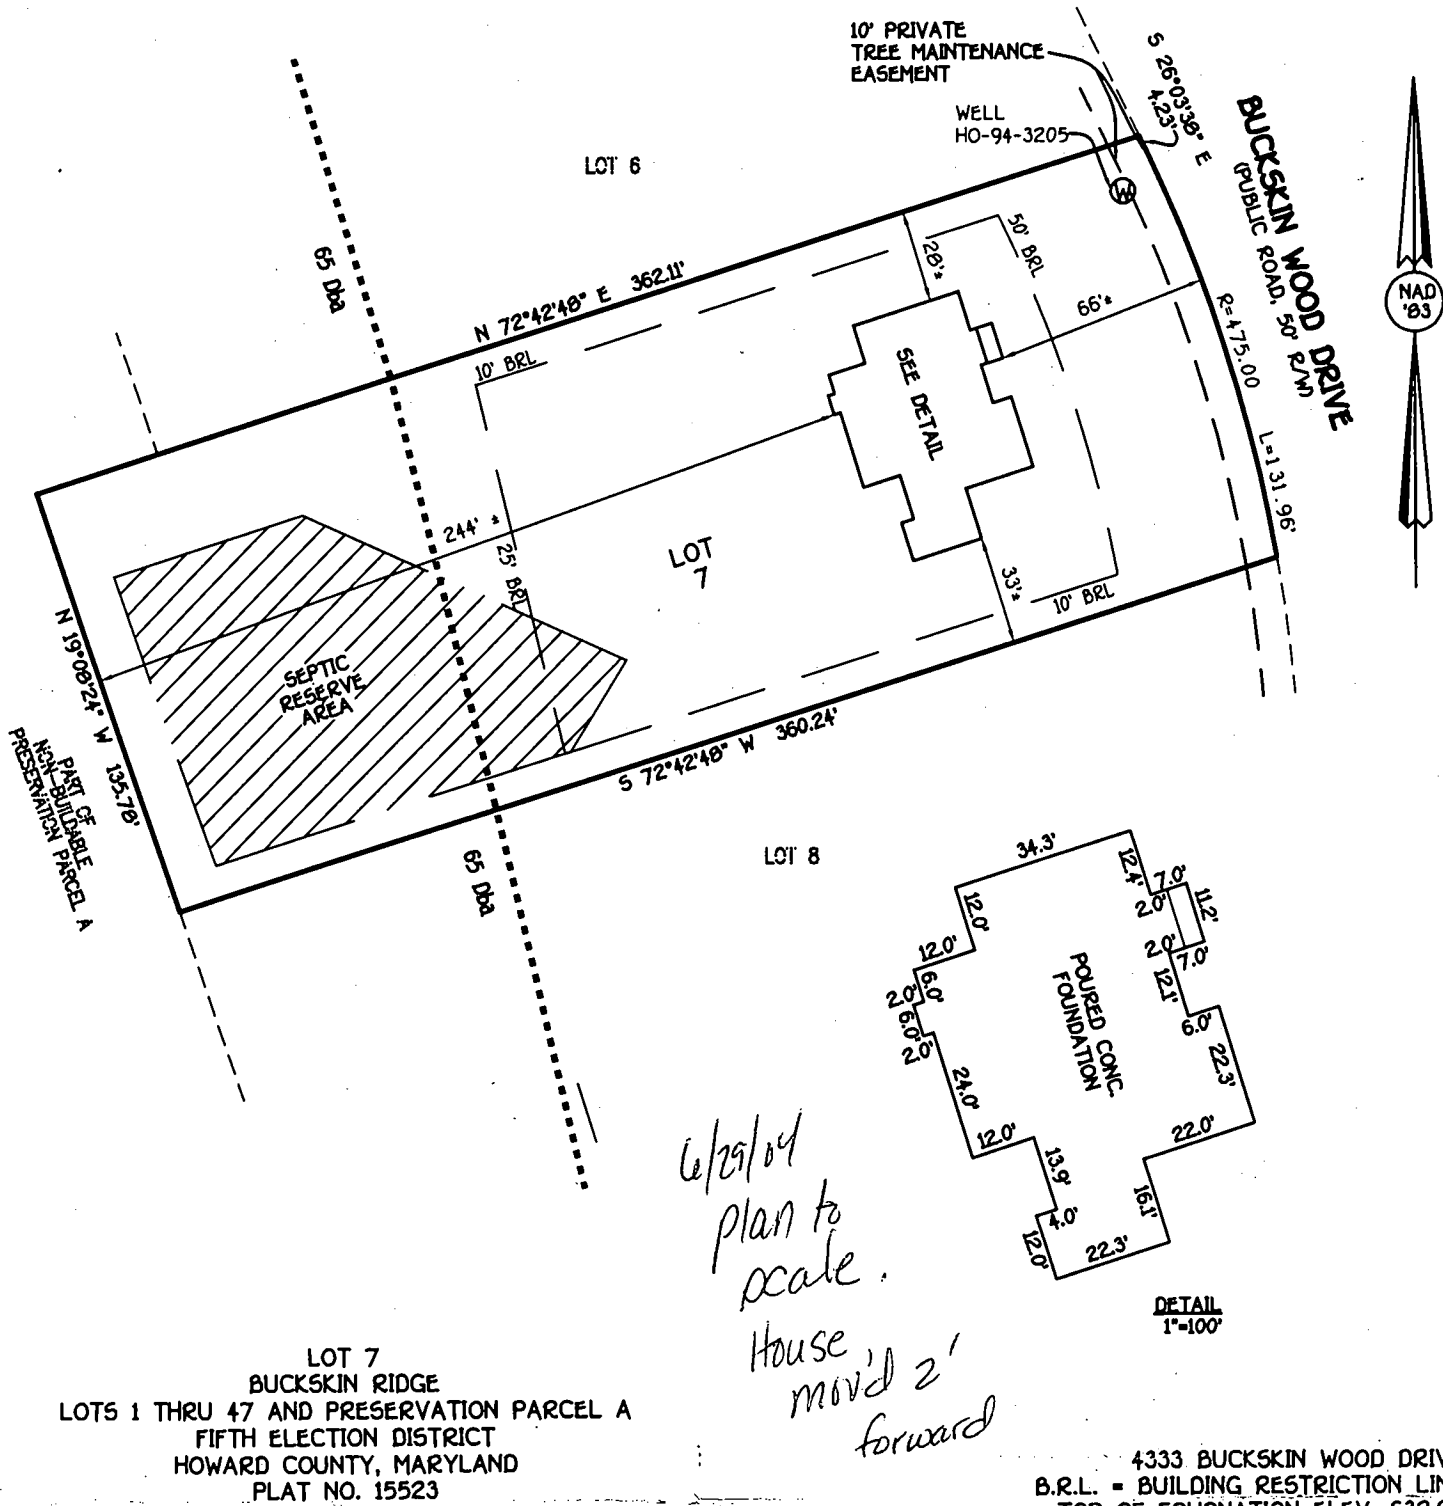 10' PRIVATE
TREE MAINTENANCE
EASEMENT
WELL
HO-94-3205
W
S 26°03'38" E
4.23'
BUCKSKIN WOOD DRIVE
(PUBLIC ROAD, 50' R/W)
NAD
'83
LOT 6
65 Dba
N 72°42'48" E 362.11'
10' BRL
28'±
50' BRL
66'±
R=475.00
L=131.96'
SEE DETAIL
244' ±
25' BRL
LOT
7
33'±
10' BRL
N 19°08'24" W 135.78'
SEPTIC
RESERVE
AREA
PART OF
NON-BUILDABLE
PRESERVATION PARCEL A
S 72°42'48" W 360.24'
65 Dba
LOT 8
34.3'
12.4'
7.0'
2.0'
11.2'
12.0'
12.0'
2.0'
7.0'
6.0'
2.0'
6.0'
2.0'
12.1'
6.0'
POURED CONC.
FOUNDATION
24.0'
22.3'
12.0'
22.0'
13.9'
4.0'
16.1'
12.0'
22.3'
DETAIL
1"=100'
6/29/04
plan to
scale.
House
mov'd 2'
forward
LOT 7
BUCKSKIN RIDGE
LOTS 1 THRU 47 AND PRESERVATION PARCEL A
FIFTH ELECTION DISTRICT
HOWARD COUNTY, MARYLAND
PLAT NO. 15523
4333 BUCKSKIN WOOD DRIV
B.R.L. = BUILDING RESTRICTION LIN